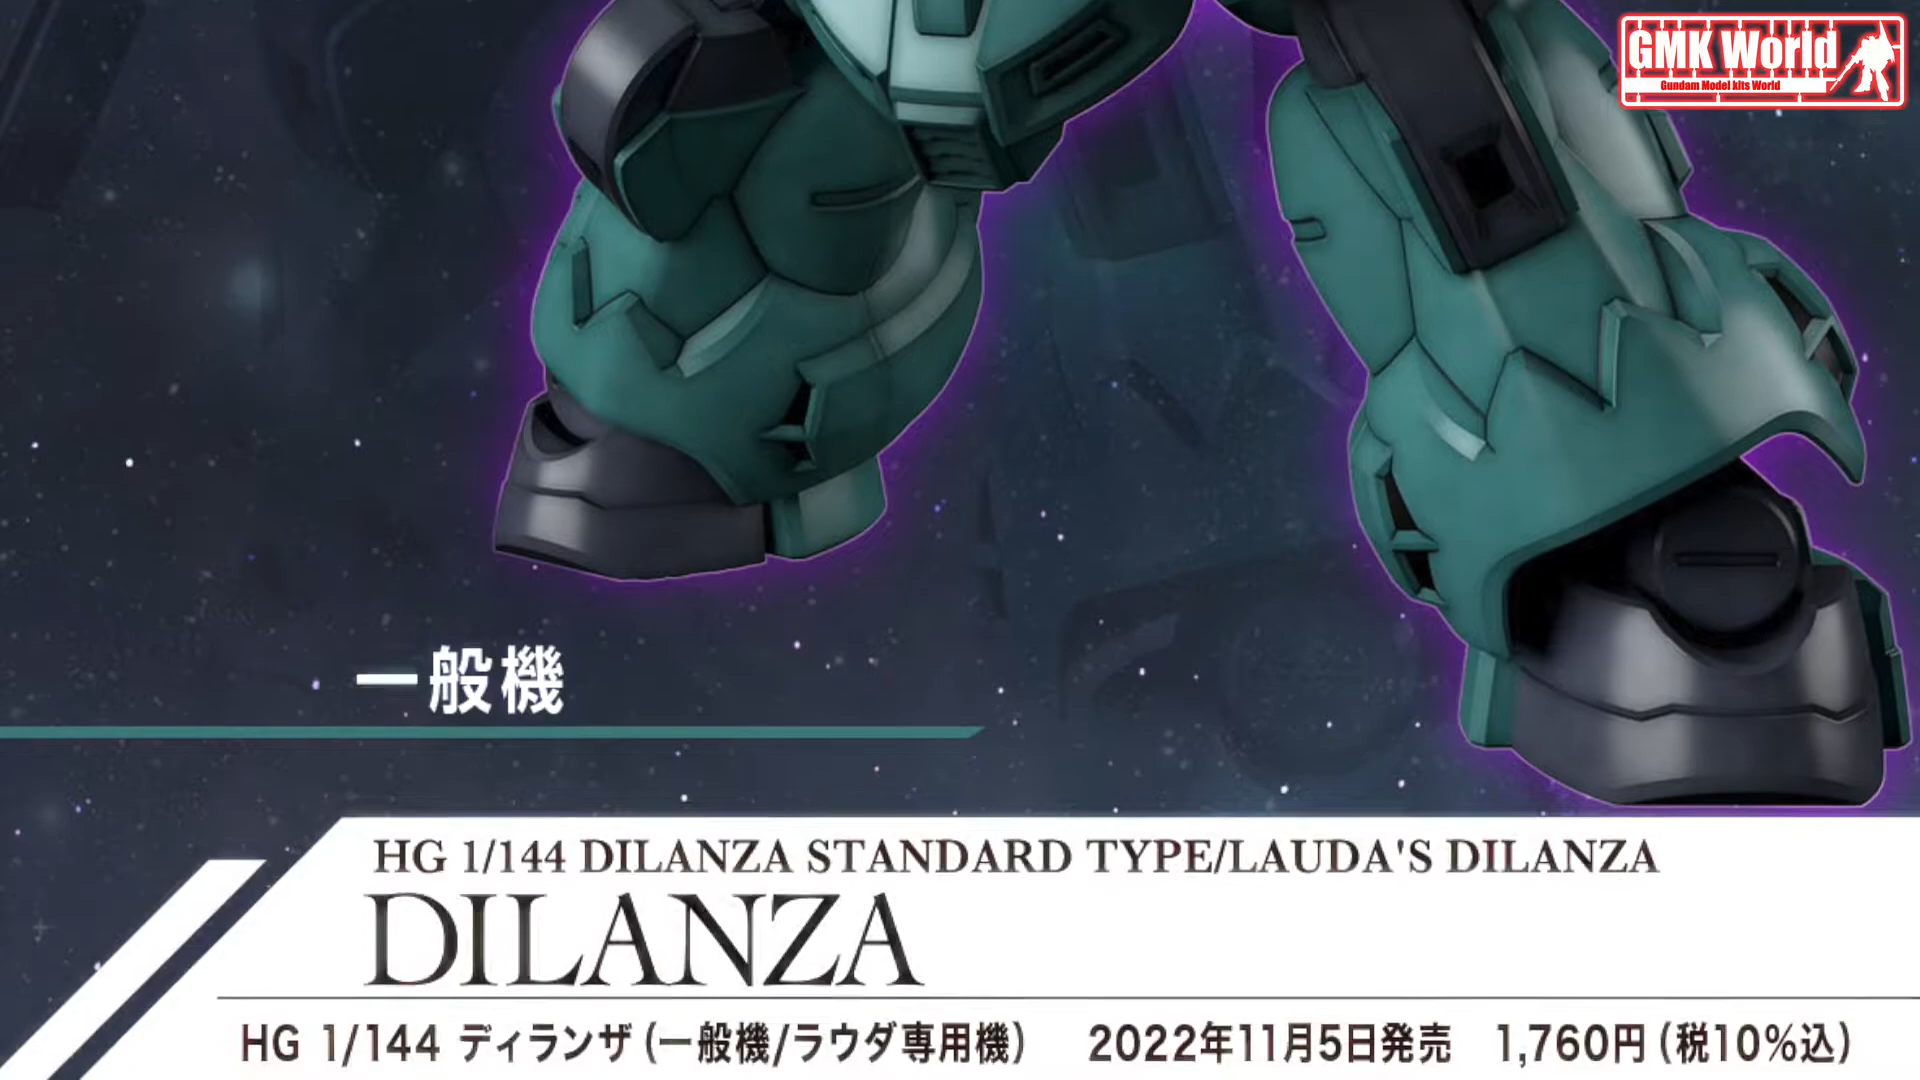 GMK World
Gundam Model kits World
一般機
HG 1/144 DILANZA STANDARD TYPE/LAUDA'S DILANZA
DILANZA
HG 1/144 ディランザ(一般機/ラウダ専用機) 2022年11月5日発売 1,760円(税10%込)